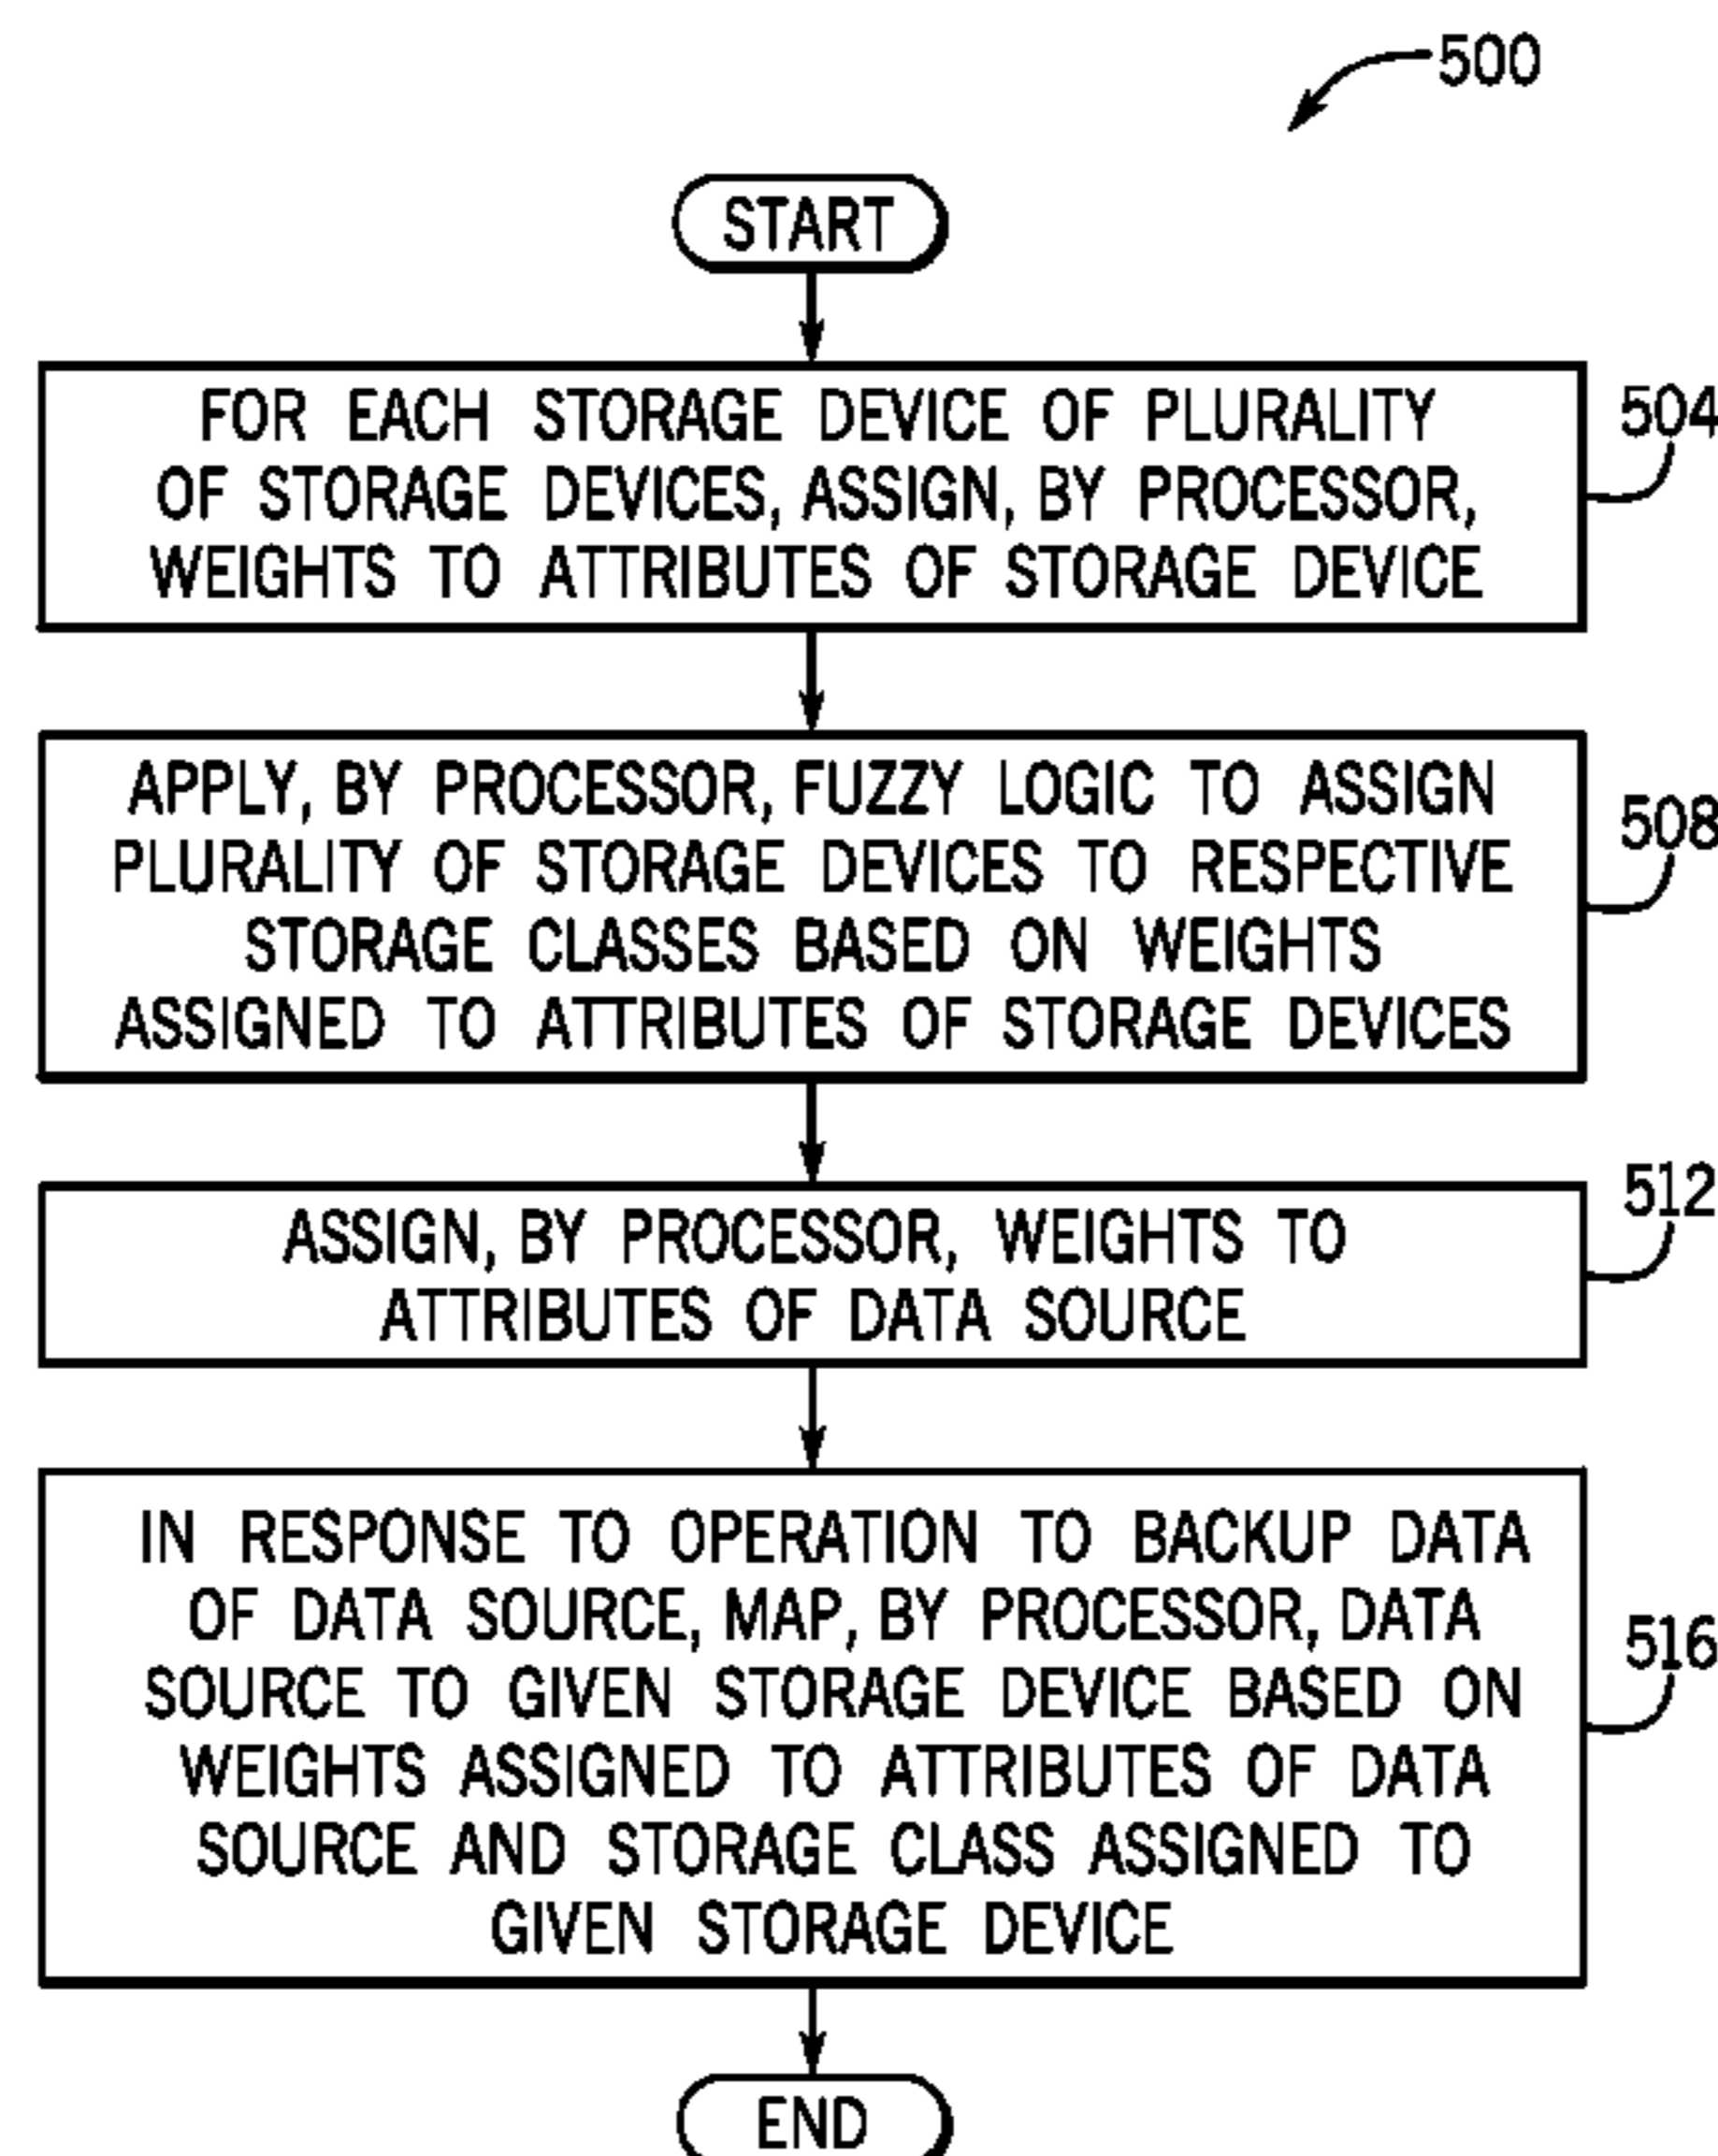 500
START
FOR EACH STORAGE DEVICE OF PLURALITY
OF STORAGE DEVICES, ASSIGN, BY PROCESSOR,
WEIGHTS TO ATTRIBUTES OF STORAGE DEVICE
504
APPLY, BY PROCESSOR, FUZZY LOGIC TO ASSIGN
PLURALITY OF STORAGE DEVICES TO RESPECTIVE
STORAGE CLASSES BASED ON WEIGHTS
ASSIGNED TO ATTRIBUTES OF STORAGE DEVICES
508
ASSIGN, BY PROCESSOR, WEIGHTS TO
ATTRIBUTES OF DATA SOURCE
512
IN RESPONSE TO OPERATION TO BACKUP DATA
OF DATA SOURCE, MAP, BY PROCESSOR, DATA
SOURCE TO GIVEN STORAGE DEVICE BASED ON
WEIGHTS ASSIGNED TO ATTRIBUTES OF DATA
SOURCE AND STORAGE CLASS ASSIGNED TO
GIVEN STORAGE DEVICE
516
END